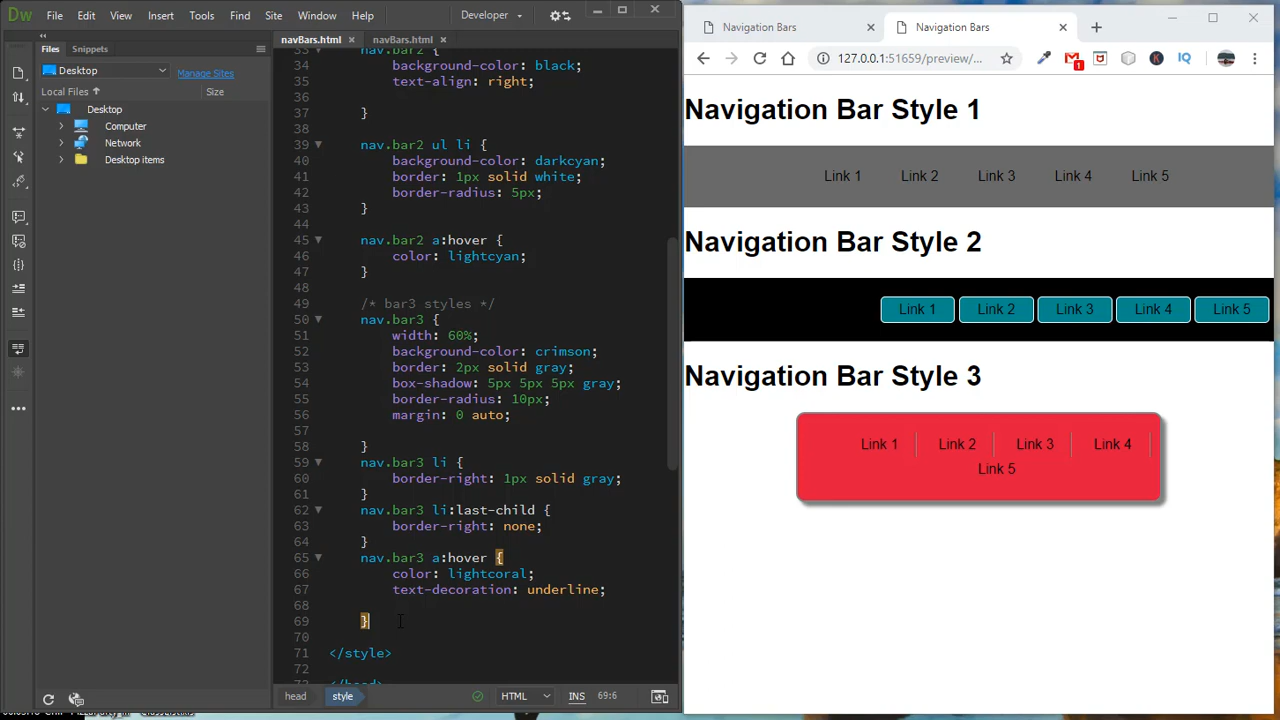 Dw File Edit View Insert Tools Find Site Window Help Developer
Files Snippets
Desktop Manage Sites
Local Files Size
Desktop
Computer
Network
Desktop items
navBars.html navBars.html
33 nav.bar2 {
34 background-color: black;
35 text-align: right;
36
37 }
38
39 nav.bar2 ul li {
40 background-color: darkcyan;
41 border: 1px solid white;
42 border-radius: 5px;
43 }
44
45 nav.bar2 a:hover {
46 color: lightcyan;
47 }
48
49 /* bar3 styles */
50 nav.bar3 {
51 width: 60%;
52 background-color: crimson;
53 border: 2px solid gray;
54 box-shadow: 5px 5px 5px gray;
55 border-radius: 10px;
56 margin: 0 auto;
57
58 }
59 nav.bar3 li {
60 border-right: 1px solid gray;
61 }
62 nav.bar3 li:last-child {
63 border-right: none;
64 }
65 nav.bar3 a:hover {
66 color: lightcoral;
67 text-decoration: underline;
68
69 }
70
71 </style>
72
</head>
head style HTML INS 69:6
Navigation Bars Navigation Bars
127.0.0.1:51659/preview/... 1 K IQ
Navigation Bar Style 1
Link 1 Link 2 Link 3 Link 4 Link 5
Navigation Bar Style 2
Link 1 Link 2 Link 3 Link 4 Link 5
Navigation Bar Style 3
Link 1 Link 2 Link 3 Link 4
Link 5